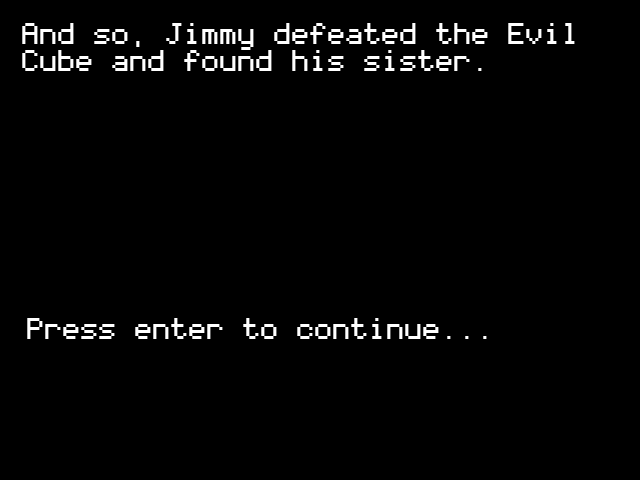 And so, Jimmy defeated the Evil
Cube and found his sister.
Press enter to continue...